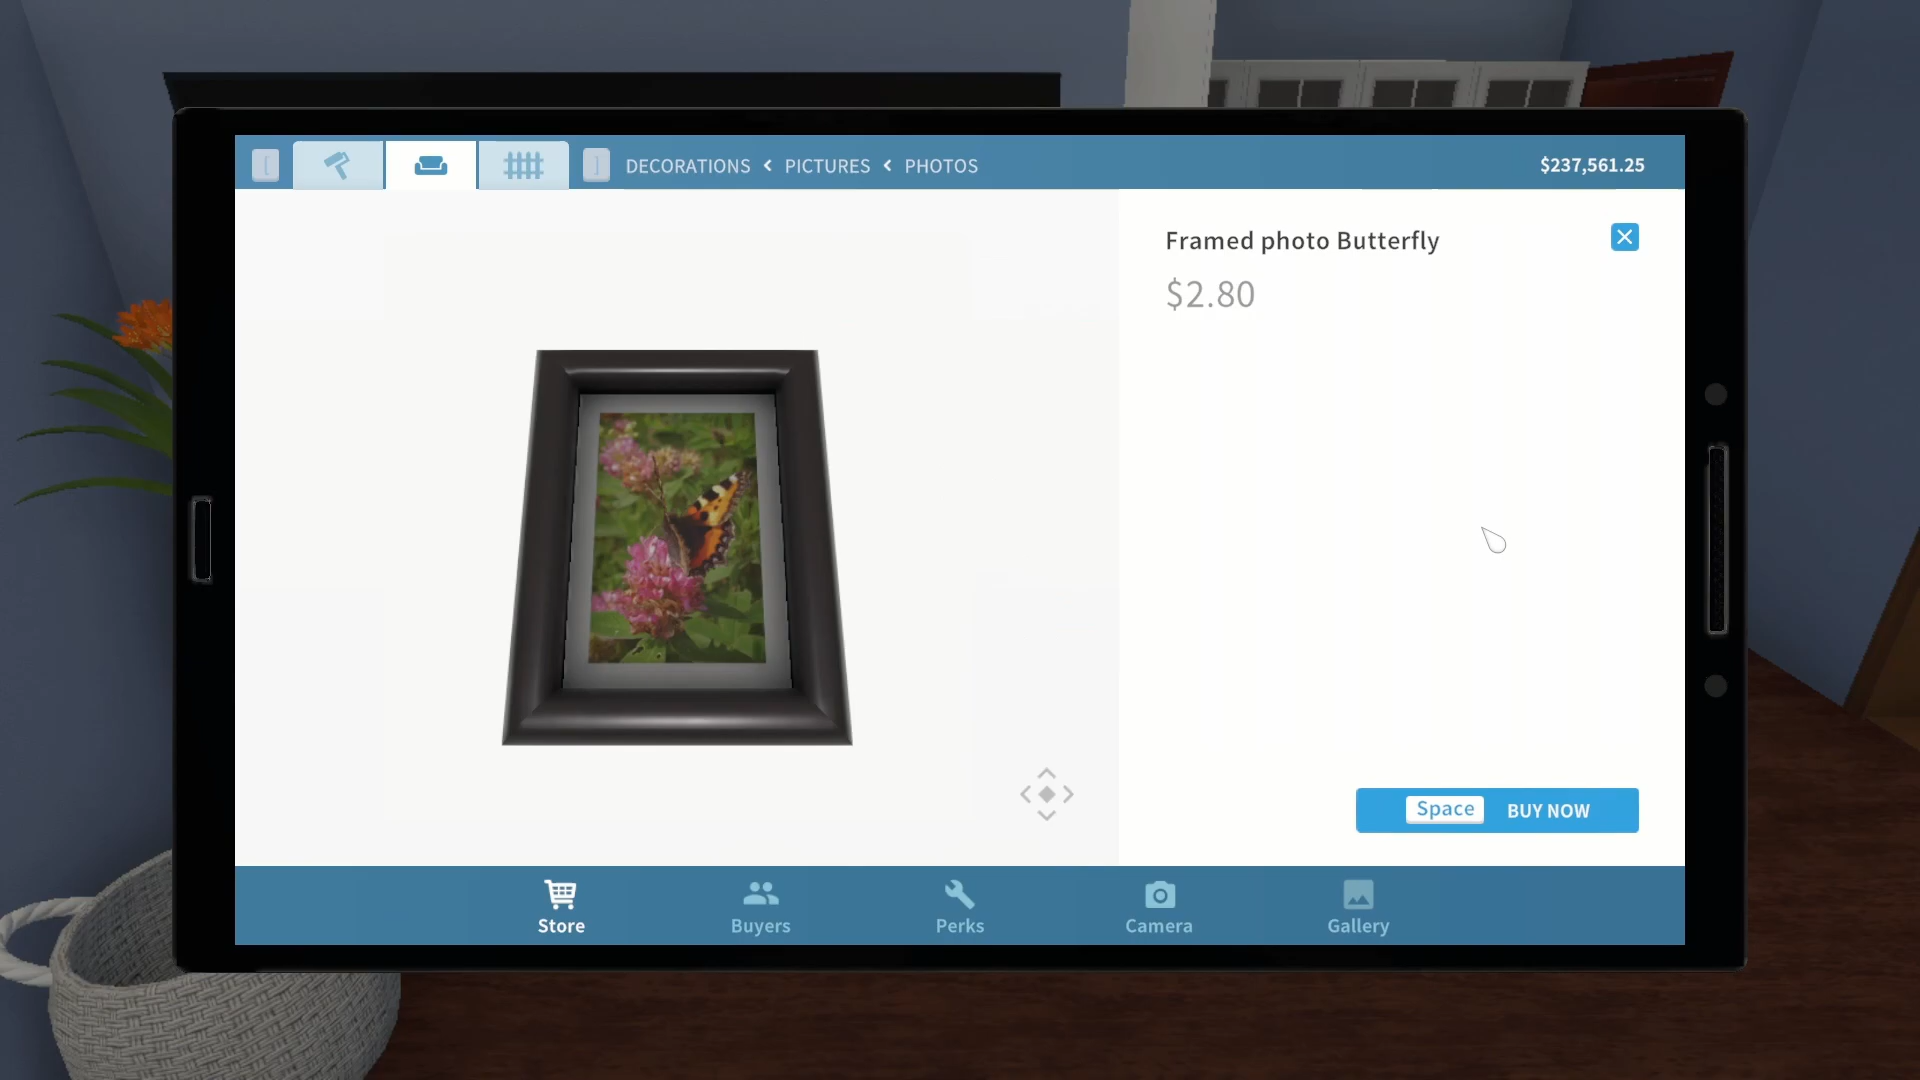 [ ] DECORATIONS < PICTURES < PHOTOS $237,561.25
Framed photo Butterfly
$2.80
Space BUY NOW
Store Buyers Perks Camera Gallery